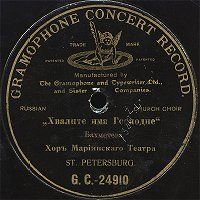 GRAMOPHONE CONCERT RECORD.
TRADE MARK
Manufactured by
The Gramophone and Typewriter, Ltd.,
and Sister Companies.
RUSSIAN CHURCH CHOIR
„Хвалите имя Господне“
Бахметева
Хоръ Маріинскаго Театра
ST. PETERSBURG
G.C.-24910